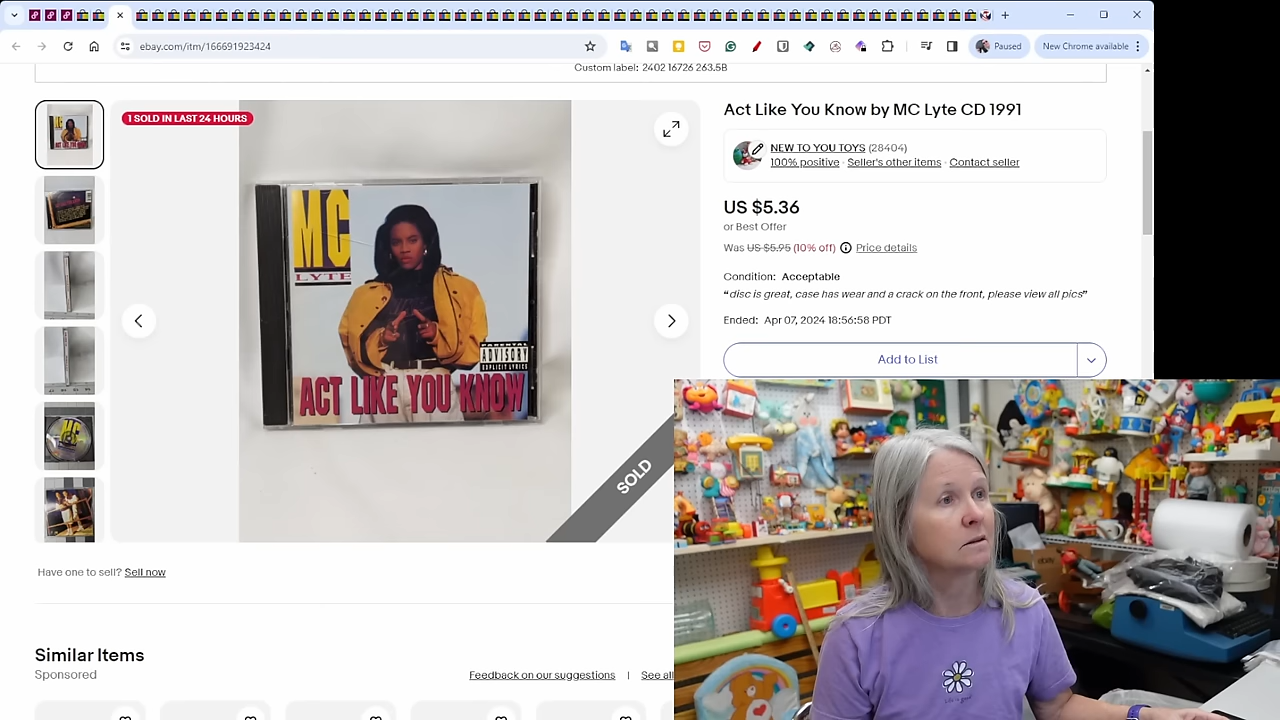 ebay.com/itm/166691923424
Paused
New Chrome available
Custom label: 2402 16726 263.5B
1 SOLD IN LAST 24 HOURS
MC
LYTE
PARENTAL
ADVISORY
EXPLICIT LYRICS
ACT LIKE YOU KNOW
SOLD
Act Like You Know by MC Lyte CD 1991
NEW TO YOU TOYS (28404)
100% positive · Seller's other items · Contact seller
US $5.36
or Best Offer
Was US $5.95 (10% off) Price details
Condition: Acceptable
“disc is great, case has wear and a crack on the front, please view all pics”
Ended: Apr 07, 2024 18:56:58 PDT
Add to List
Have one to sell? Sell now
Similar Items
Sponsored
Feedback on our suggestions | See all